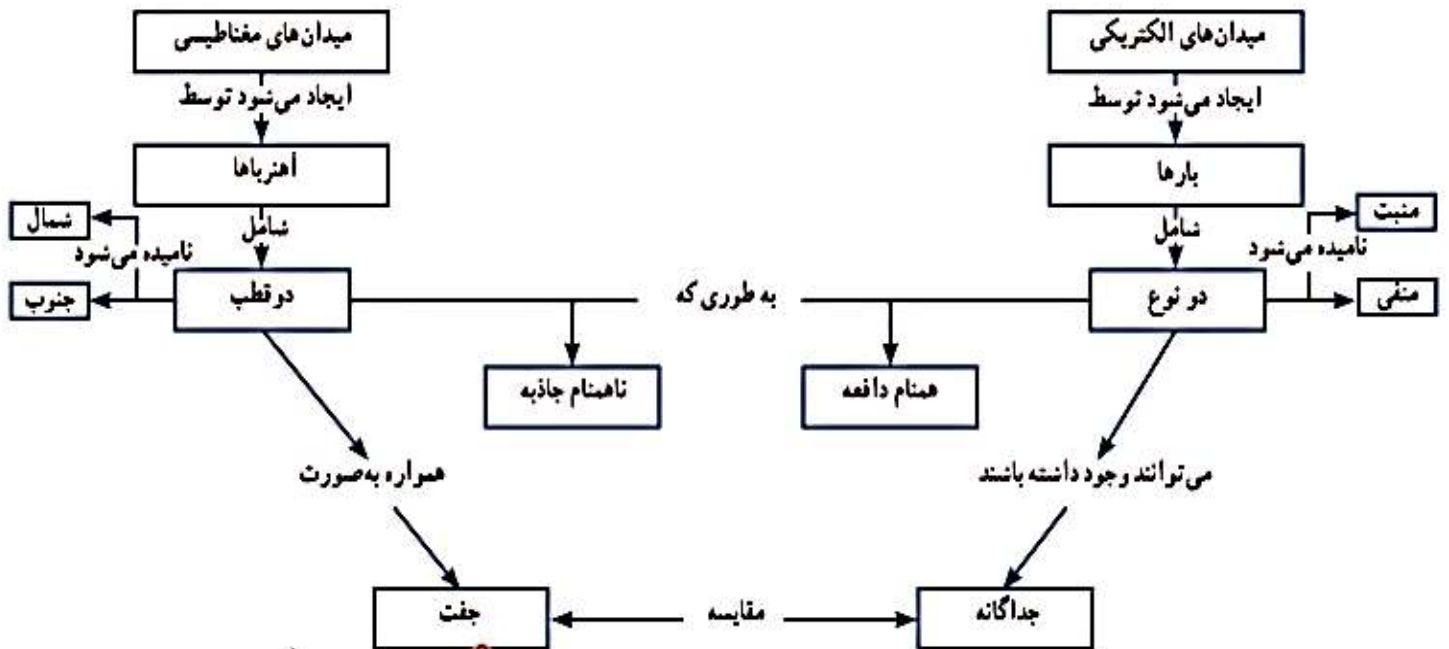 میدان‌های الکتریکی
میدان‌های مغناطیسی
ایجاد می‌شود توسط
ایجاد می‌شود توسط
بارها
آهنرباها
مثبت
شامل
نامیده می‌شود
شامل
نامیده می‌شود
شمال
منفی
دو نوع
به طوری که
دو قطب
جنوب
همنام دافعه
ناهمنام جاذبه
می‌توانند وجود داشته باشند
همواره به‌صورت
جداگانه
مقایسه
جفت